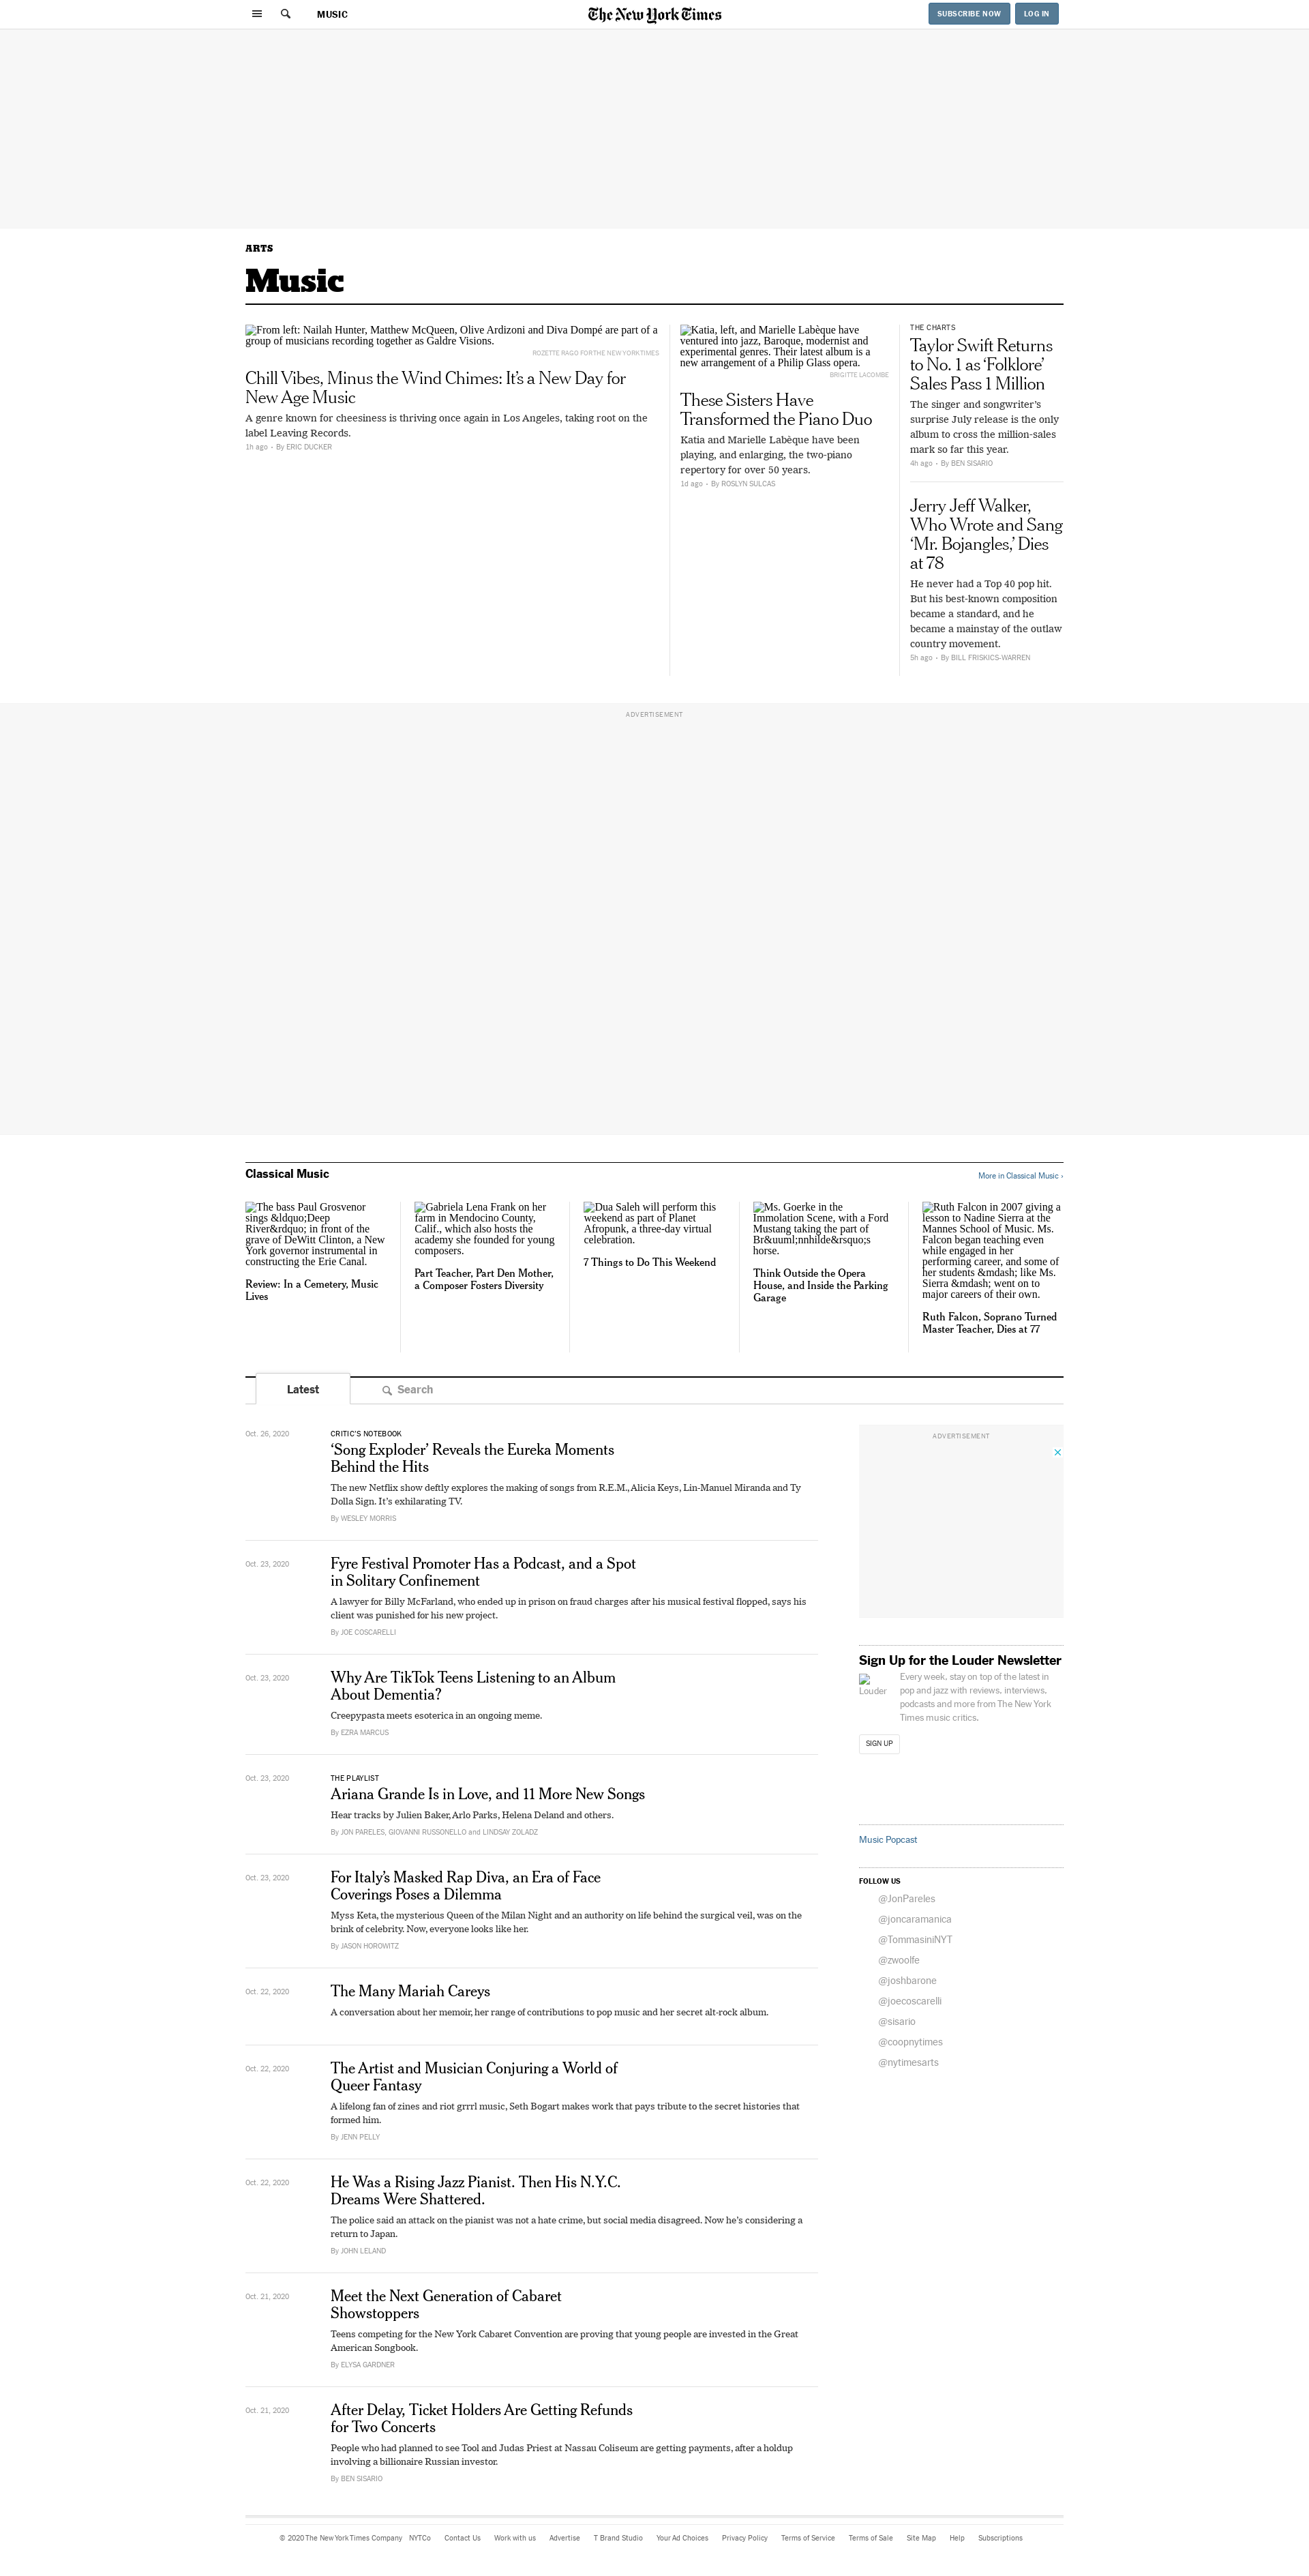 MUSIC
The New York Times
SUBSCRIBE NOW
LOG IN
ARTS
Music
From left: Nailah Hunter, Matthew McQueen, Olive Ardizoni and Diva Dompé are part of a
group of musicians recording together as Galdre Visions.
ROZETTE RAGO FOR THE NEW YORK TIMES
Chill Vibes, Minus the Wind Chimes: It’s a New Day for
New Age Music
A genre known for cheesiness is thriving once again in Los Angeles, taking root on the
label Leaving Records.
1h ago • By ERIC DUCKER
Katia, left, and Marielle Labèque have
ventured into jazz, Baroque, modernist and
experimental genres. Their latest album is a
new arrangement of a Philip Glass opera.
BRIGITTE LACOMBE
These Sisters Have
Transformed the Piano Duo
Katia and Marielle Labèque have been
playing, and enlarging, the two-piano
repertory for over 50 years.
1d ago • By ROSLYN SULCAS
THE CHARTS
Taylor Swift Returns
to No. 1 as ‘Folklore’
Sales Pass 1 Million
The singer and songwriter’s
surprise July release is the only
album to cross the million-sales
mark so far this year.
4h ago • By BEN SISARIO
Jerry Jeff Walker,
Who Wrote and Sang
‘Mr. Bojangles,’ Dies
at 78
He never had a Top 40 pop hit.
But his best-known composition
became a standard, and he
became a mainstay of the outlaw
country movement.
5h ago • By BILL FRISKICS-WARREN
ADVERTISEMENT
Classical Music
More in Classical Music ›
The bass Paul Grosvenor
sings &ldquo;Deep
River&rdquo; in front of the
grave of DeWitt Clinton, a New
York governor instrumental in
constructing the Erie Canal.
Review: In a Cemetery, Music
Lives
Gabriela Lena Frank on her
farm in Mendocino County,
Calif., which also hosts the
academy she founded for young
composers.
Part Teacher, Part Den Mother,
a Composer Fosters Diversity
Dua Saleh will perform this
weekend as part of Planet
Afropunk, a three-day virtual
celebration.
7 Things to Do This Weekend
Ms. Goerke in the
Immolation Scene, with a Ford
Mustang taking the part of
Br&uuml;nnhilde&rsquo;s
horse.
Think Outside the Opera
House, and Inside the Parking
Garage
Ruth Falcon in 2007 giving a
lesson to Nadine Sierra at the
Mannes School of Music. Ms.
Falcon began teaching even
while engaged in her
performing career, and some of
her students &mdash; like Ms.
Sierra &mdash; went on to
major careers of their own.
Ruth Falcon, Soprano Turned
Master Teacher, Dies at 77
Latest
Search
Oct. 26, 2020
CRITIC’S NOTEBOOK
‘Song Exploder’ Reveals the Eureka Moments
Behind the Hits
The new Netflix show deftly explores the making of songs from R.E.M., Alicia Keys, Lin-Manuel Miranda and Ty
Dolla Sign. It’s exhilarating TV.
By WESLEY MORRIS
Oct. 23, 2020
Fyre Festival Promoter Has a Podcast, and a Spot
in Solitary Confinement
A lawyer for Billy McFarland, who ended up in prison on fraud charges after his musical festival flopped, says his
client was punished for his new project.
By JOE COSCARELLI
Oct. 23, 2020
Why Are TikTok Teens Listening to an Album
About Dementia?
Creepypasta meets esoterica in an ongoing meme.
By EZRA MARCUS
Oct. 23, 2020
THE PLAYLIST
Ariana Grande Is in Love, and 11 More New Songs
Hear tracks by Julien Baker, Arlo Parks, Helena Deland and others.
By JON PARELES, GIOVANNI RUSSONELLO and LINDSAY ZOLADZ
Oct. 23, 2020
For Italy’s Masked Rap Diva, an Era of Face
Coverings Poses a Dilemma
Myss Keta, the mysterious Queen of the Milan Night and an authority on life behind the surgical veil, was on the
brink of celebrity. Now, everyone looks like her.
By JASON HOROWITZ
Oct. 22, 2020
The Many Mariah Careys
A conversation about her memoir, her range of contributions to pop music and her secret alt-rock album.
Oct. 22, 2020
The Artist and Musician Conjuring a World of
Queer Fantasy
A lifelong fan of zines and riot grrrl music, Seth Bogart makes work that pays tribute to the secret histories that
formed him.
By JENN PELLY
Oct. 22, 2020
He Was a Rising Jazz Pianist. Then His N.Y.C.
Dreams Were Shattered.
The police said an attack on the pianist was not a hate crime, but social media disagreed. Now he’s considering a
return to Japan.
By JOHN LELAND
Oct. 21, 2020
Meet the Next Generation of Cabaret
Showstoppers
Teens competing for the New York Cabaret Convention are proving that young people are invested in the Great
American Songbook.
By ELYSA GARDNER
Oct. 21, 2020
After Delay, Ticket Holders Are Getting Refunds
for Two Concerts
People who had planned to see Tool and Judas Priest at Nassau Coliseum are getting payments, after a holdup
involving a billionaire Russian investor.
By BEN SISARIO
ADVERTISEMENT
Sign Up for the Louder Newsletter
Louder
Every week, stay on top of the latest in
pop and jazz with reviews, interviews,
podcasts and more from The New York
Times music critics.
SIGN UP
Music Popcast
FOLLOW US
@JonPareles
@joncaramanica
@TommasiniNYT
@zwoolfe
@joshbarone
@joecoscarelli
@sisario
@coopnytimes
@nytimesarts
© 2020 The New York Times Company NYTCo Contact Us Work with us Advertise T Brand Studio Your Ad Choices Privacy Policy Terms of Service Terms of Sale Site Map Help Subscriptions